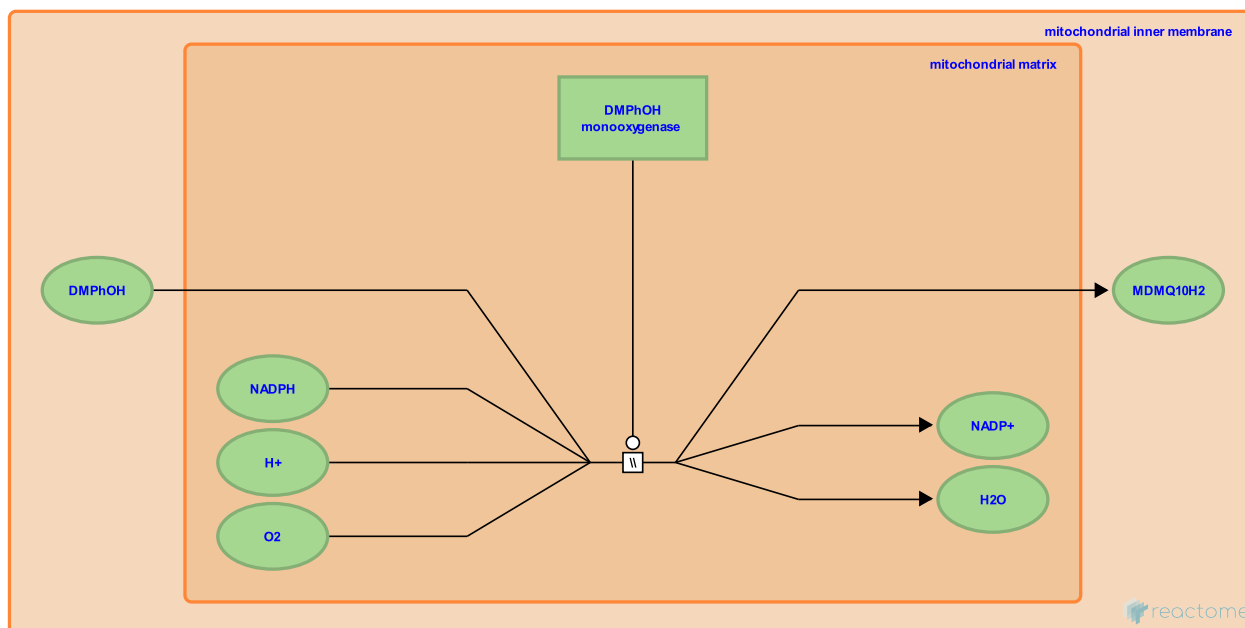 mitochondrial inner membrane
mitochondrial matrix
DMPhOH
monooxygenase
DMPhOH
MDMQ10H2
NADPH
NADP+
H+
\\
H2O
O2
reactome